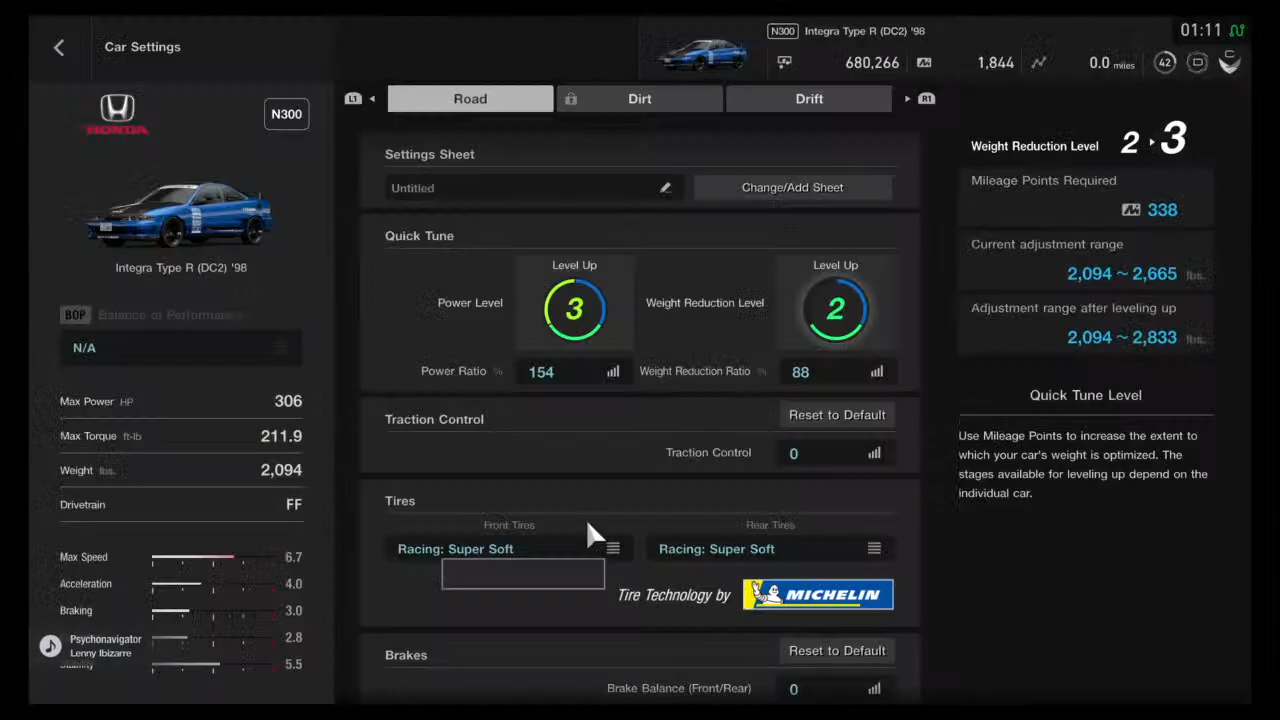 Car Settings
N300 Integra Type R (DC2) '98
01:11
680,266 1,844 0.0 miles 42
HONDA
N300
Integra Type R (DC2) '98
BOP Balance of Performance
N/A
Max Power HP 306
Max Torque ft-lb 211.9
Weight lbs. 2,094
Drivetrain FF
Max Speed 6.7
Acceleration 4.0
Braking 3.0
2.8
Stability 5.5
Psychonavigator
Lenny Ibizarre
L1 Road Dirt Drift R1
Settings Sheet
Untitled Change/Add Sheet
Quick Tune
Level Up Level Up
Power Level 3 Weight Reduction Level 2
Power Ratio % 154 Weight Reduction Ratio % 88
Traction Control Reset to Default
Traction Control 0
Tires
Front Tires Rear Tires
Racing: Super Soft Racing: Super Soft
Tire Technology by MICHELIN
Brakes Reset to Default
Brake Balance (Front/Rear) 0
Weight Reduction Level 2 3
Mileage Points Required
338
Current adjustment range
2,094 ~ 2,665 lbs.
Adjustment range after leveling up
2,094 ~ 2,833 lbs.
Quick Tune Level
Use Mileage Points to increase the extent to
which your car's weight is optimized. The
stages available for leveling up depend on the
individual car.